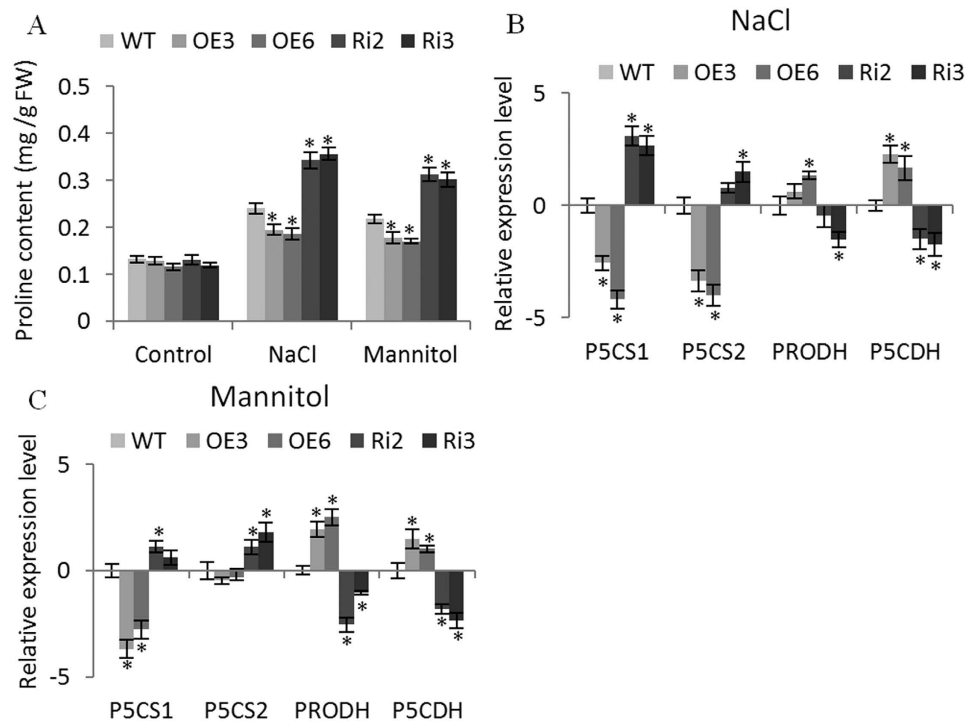 A
WT OE3 OE6 Ri2 Ri3
Proline content (mg /g FW)
0.5
0.4
0.3
0.2
0.1
0
* * * *
* * * *
Control NaCl Mannitol
B
NaCl
WT OE3 OE6 Ri2 Ri3
Relative expression level
5
0
-5
* * * * * * *
* * * * * * *
P5CS1 P5CS2 PRODH P5CDH
C
Mannitol
WT OE3 OE6 Ri2 Ri3
Relative expression level
5
0
-5
* * * * * * *
* * * * * *
P5CS1 P5CS2 PRODH P5CDH